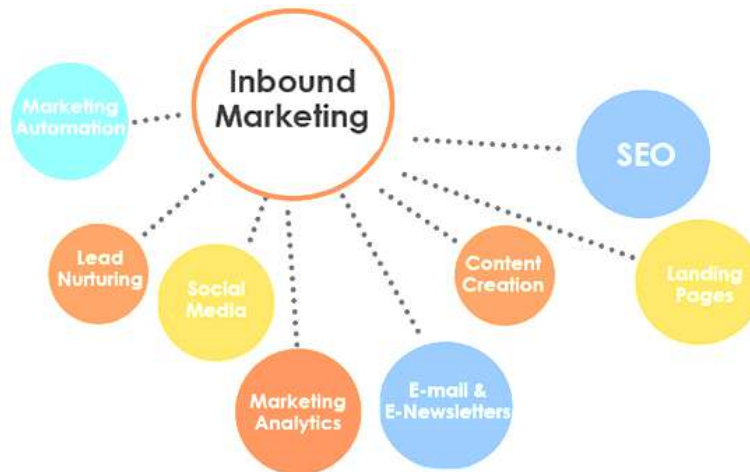 Inbound
Marketing
Marketing
Automation
SEO
Lead
Nurturing
Social
Media
Content
Creation
Landing
Pages
Marketing
Analytics
E-mail &
E-Newsletters